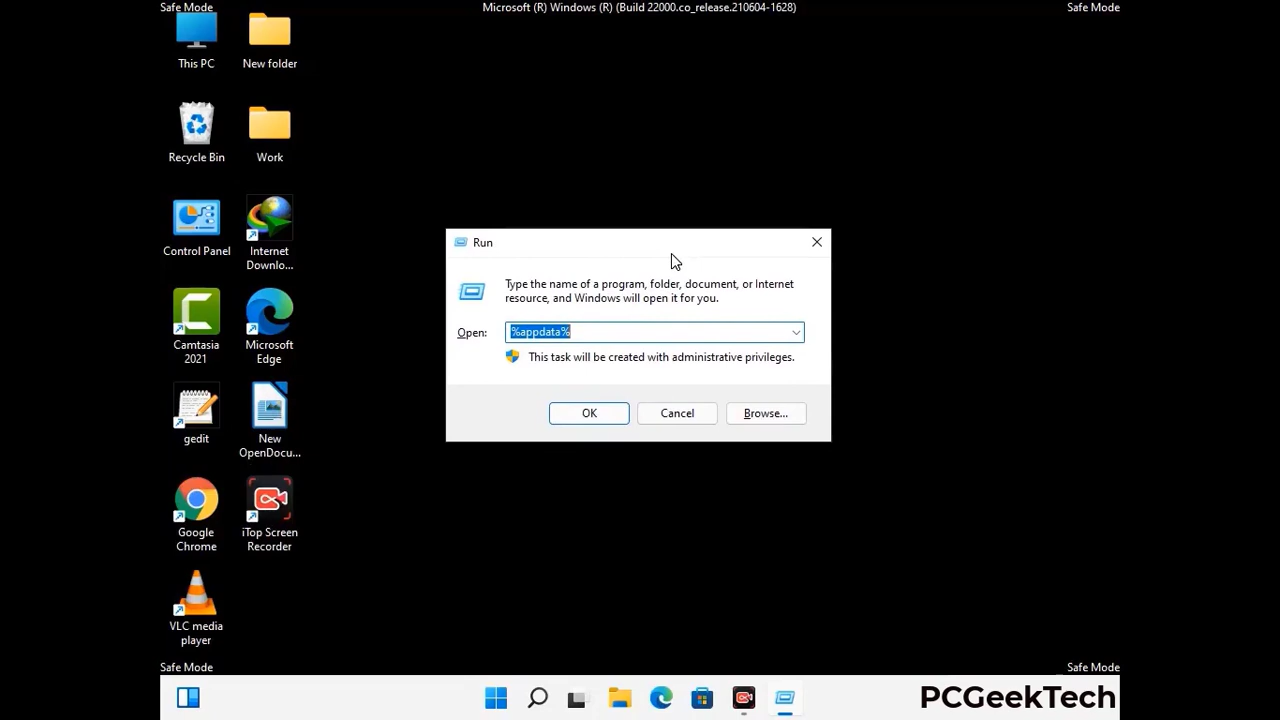 Safe Mode
Microsoft (R) Windows (R) (Build 22000.co_release.210604-1628)
Safe Mode
This PC
New folder
Recycle Bin
Work
Control Panel
Internet
Downlo...
Camtasia
2021
Microsoft
Edge
gedit
New
OpenDocu...
Google
Chrome
iTop Screen
Recorder
VLC media
player
Run
Type the name of a program, folder, document, or Internet
resource, and Windows will open it for you.
Open:
%appdata%
This task will be created with administrative privileges.
OK
Cancel
Browse...
Safe Mode
Safe Mode
PCGeekTech